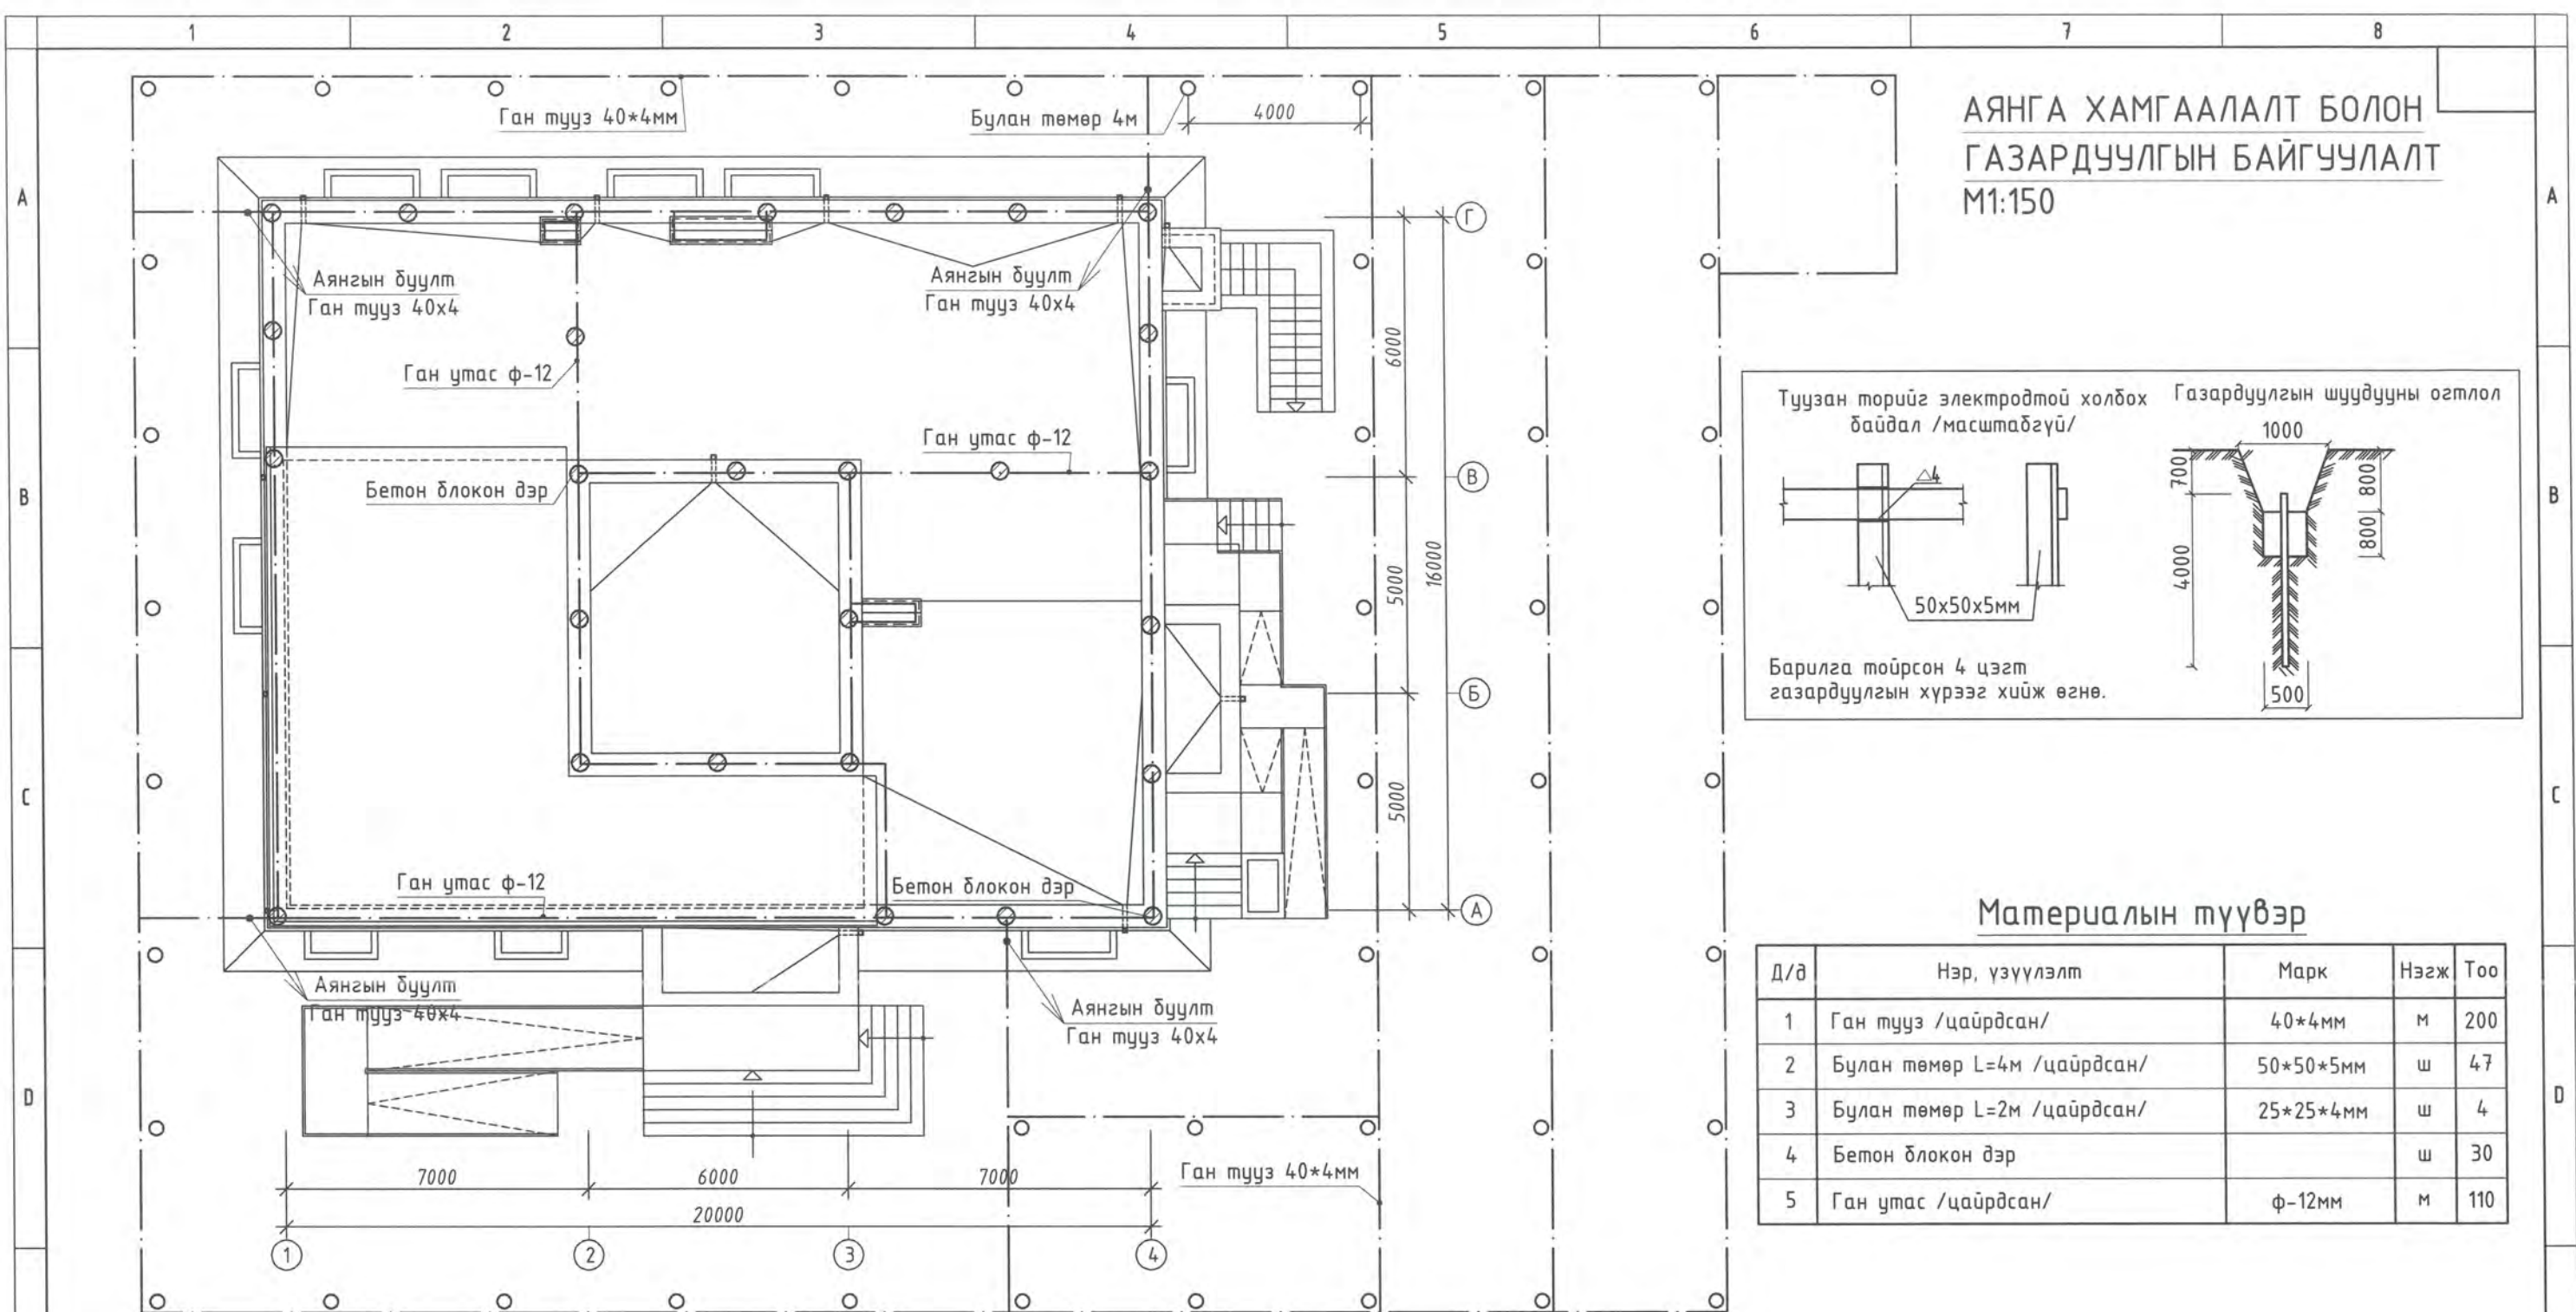 1 2 3 4 5 6 7 8
A
B
C
D
A
B
C
D
АЯНГА ХАМГААЛАЛТ БОЛОН
ГАЗАРДУУЛГЫН БАЙГУУЛАЛТ
М1:150
Ган тууз 40*4мм
Булан төмөр 4м
4000
Аянгын буулт
Ган тууз 40х4
Аянгын буулт
Ган тууз 40х4
Ган утас ф-12
Ган утас ф-12
Бетон блокон дэр
Ган утас ф-12
Бетон блокон дэр
Аянгын буулт
Ган тууз 40х4
Аянгын буулт
Ган тууз 40х4
Ган тууз 40*4мм
6000
5000
5000
16000
Г
В
Б
А
7000
6000
7000
20000
1
2
3
4
Туузан торийг электродтой холбох
байдал /масштабгүй/
△4
50х50х5мм
Барилга тойрсон 4 цэгт
газардуулгын хүрээг хийж өгнө.
Газардуулгын шуудууны огтлол
1000
700
800
800
4000
500
Материалын түүвэр
Д/д Нэр, үзүүлэлт Марк Нэгж Тоо
1 Ган тууз /цайрдсан/ 40*4мм м 200
2 Булан төмөр L=4м /цайрдсан/ 50*50*5мм ш 47
3 Булан төмөр L=2м /цайрдсан/ 25*25*4мм ш 4
4 Бетон блокон дэр ш 30
5 Ган утас /цайрдсан/ ф-12мм м 110